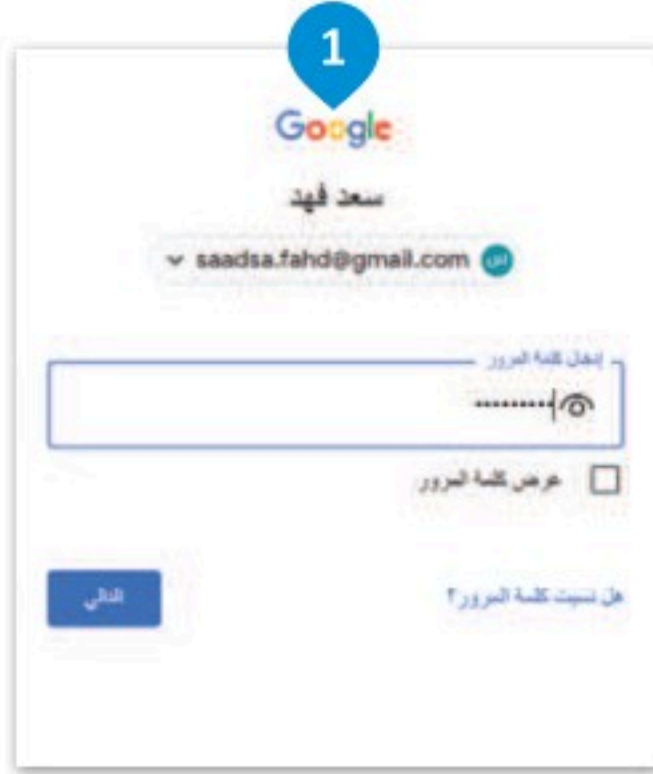 1
Google
سعد فهد
saadsa.fahd@gmail.com
إدخال كلمة المرور
عرض كلمة المرور
هل نسيت كلمة المرور؟
التالي